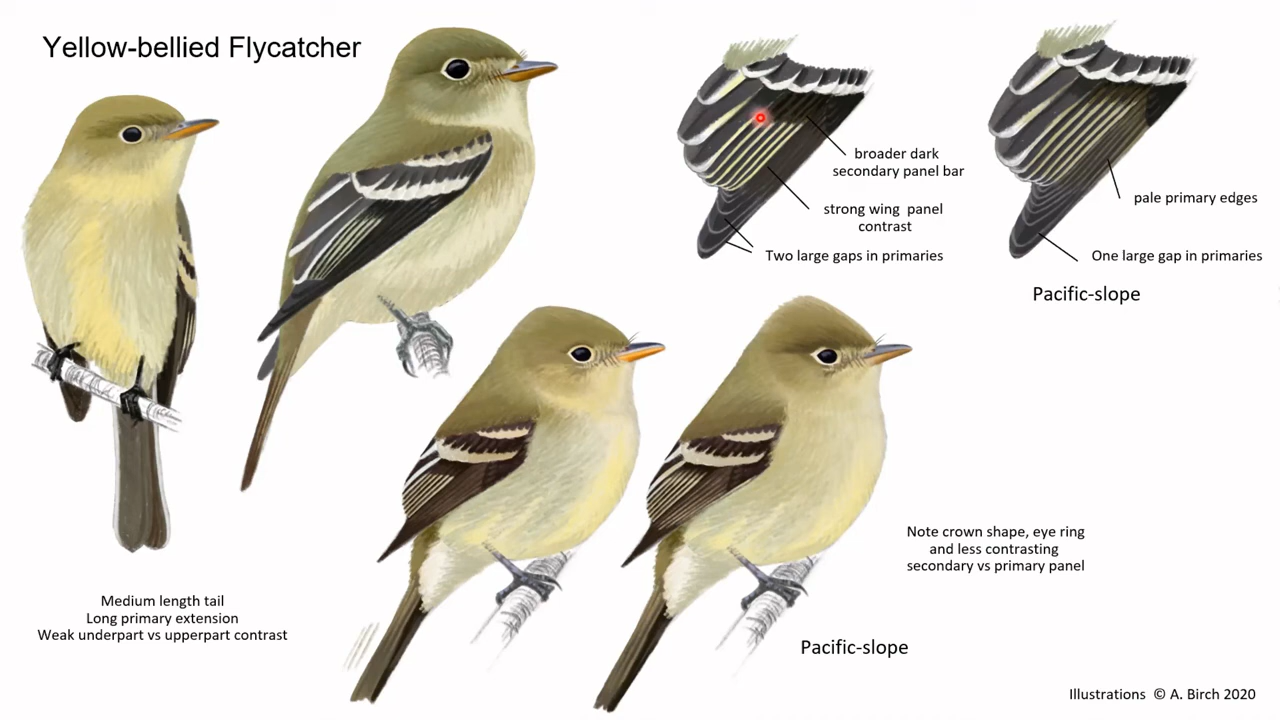 Yellow-bellied Flycatcher
broader dark
secondary panel bar
strong wing panel
contrast
Two large gaps in primaries
pale primary edges
One large gap in primaries
Pacific-slope
Note crown shape, eye ring
and less contrasting
secondary vs primary panel
Medium length tail
Long primary extension
Weak underpart vs upperpart contrast
Pacific-slope
Illustrations © A. Birch 2020